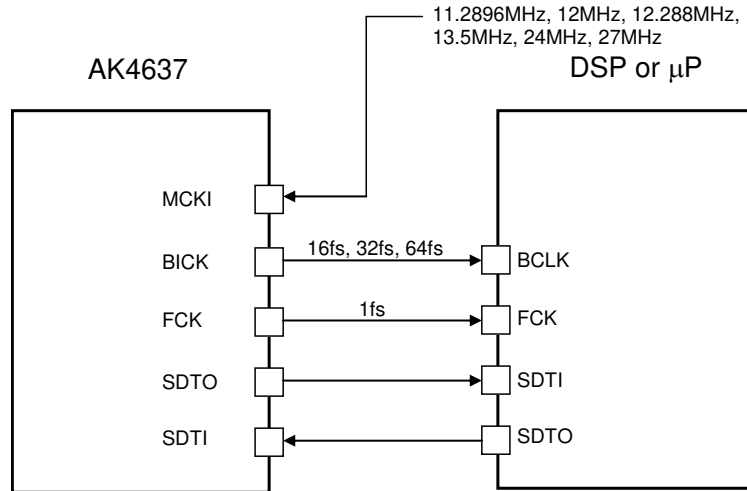 11.2896MHz, 12MHz, 12.288MHz,
13.5MHz, 24MHz, 27MHz
AK4637
DSP or μP
MCKI
BICK
16fs, 32fs, 64fs
BCLK
FCK
1fs
FCK
SDTO
SDTI
SDTI
SDTO